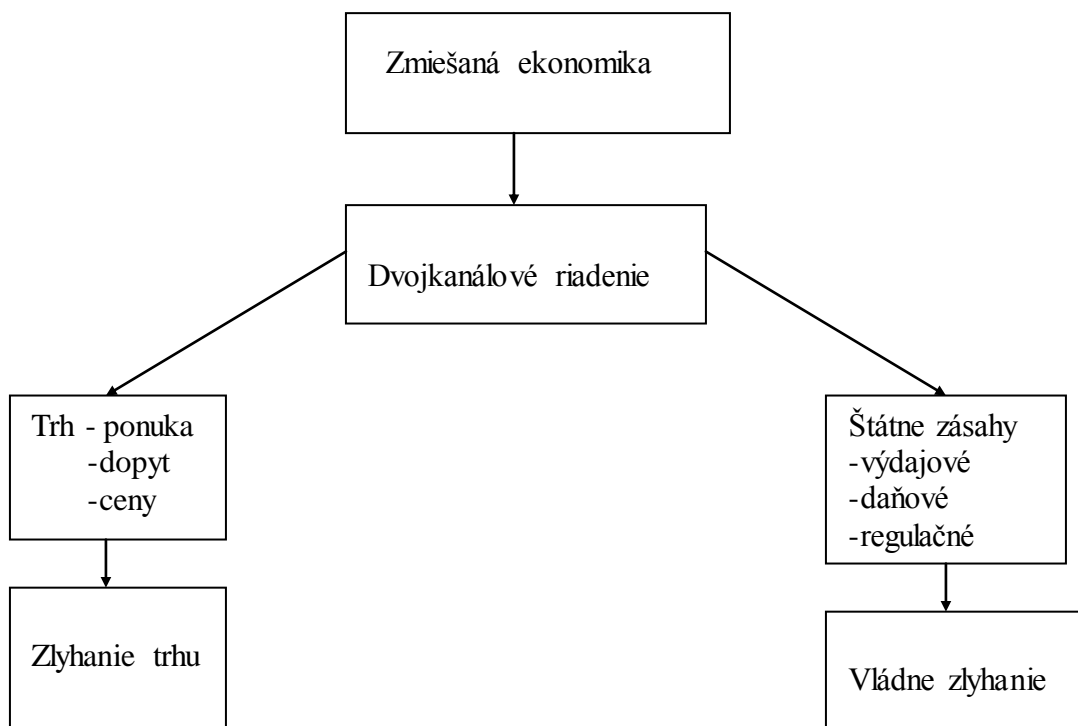 Zmiešaná ekonomika
Dvojkanálové riadenie
Trh - ponuka
-dopyt
-ceny
Štátne zásahy
-výdajové
-daňové
-regulačné
Zlyhanie trhu
Vládne zlyhanie